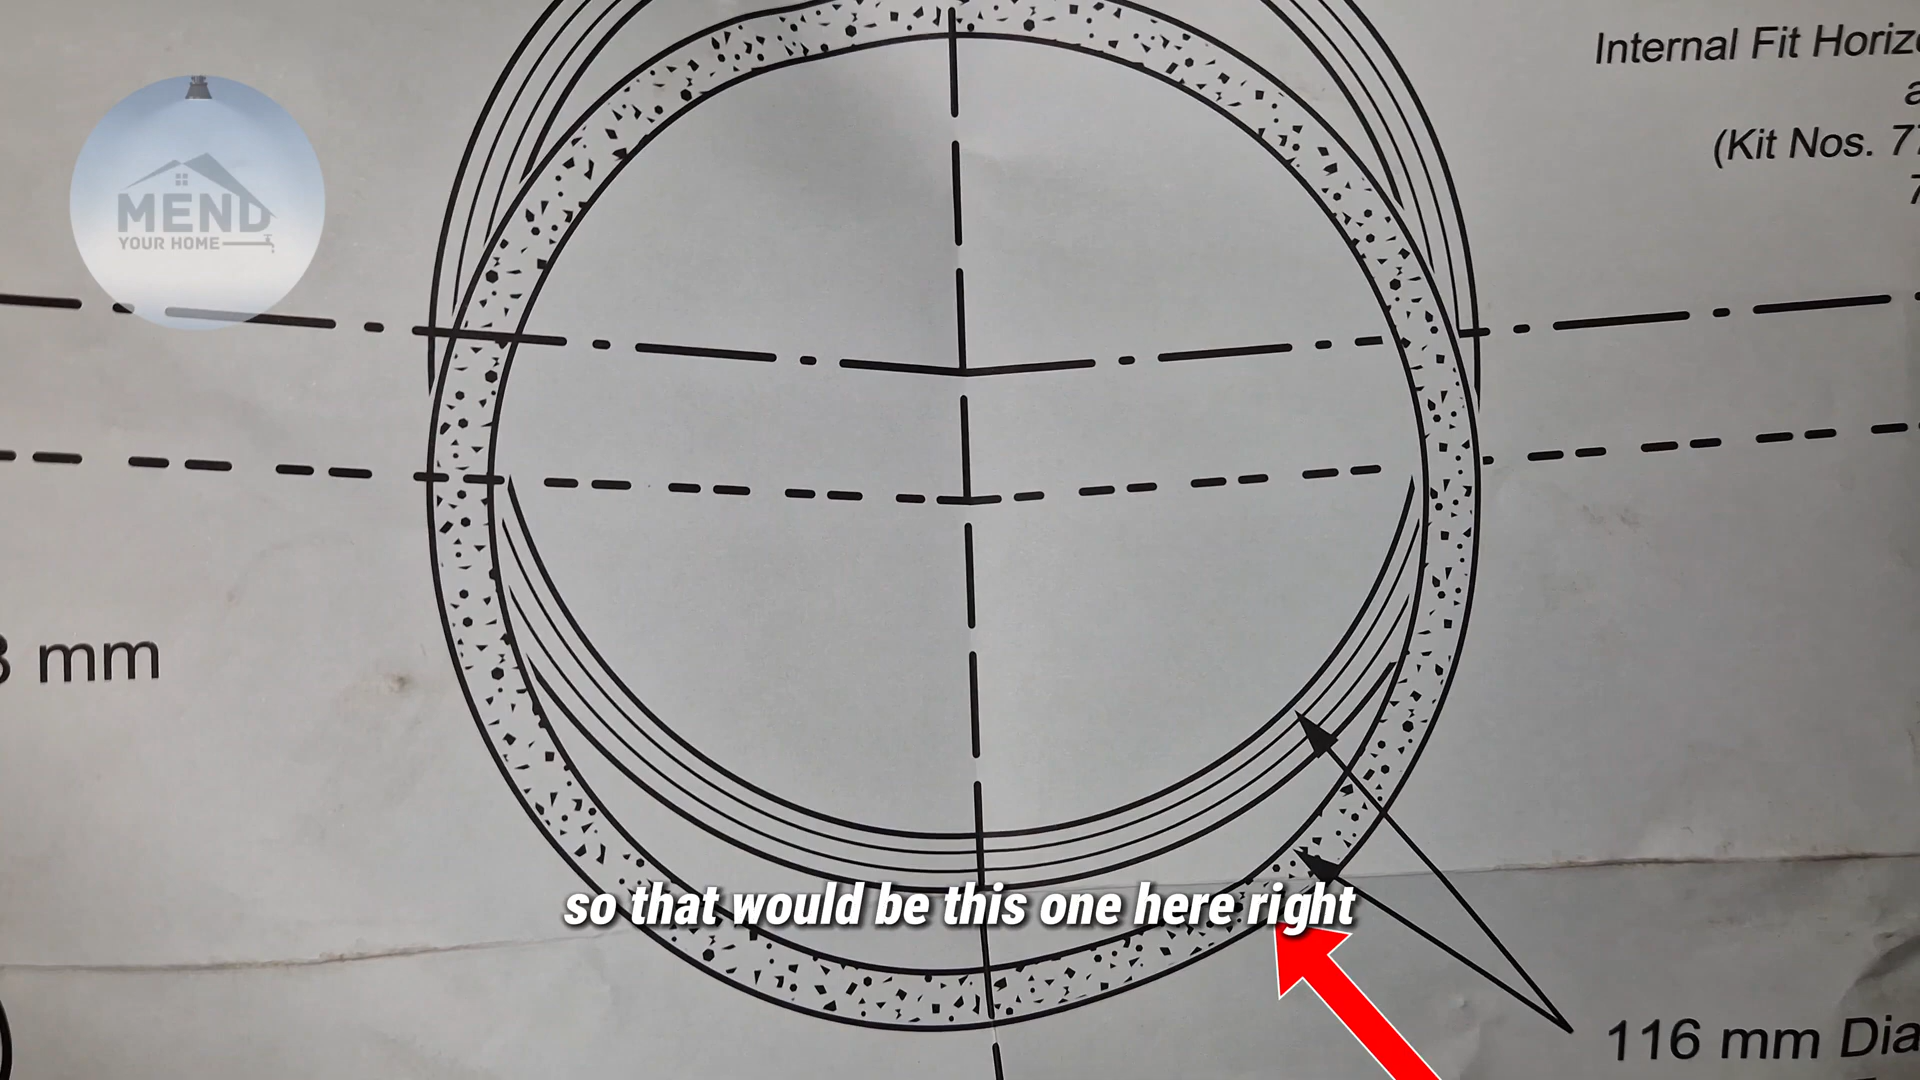 Internal Fit Horiz
(Kit Nos. 7
MEND
YOUR HOME
mm
so that would be this one here right
116 mm Dia